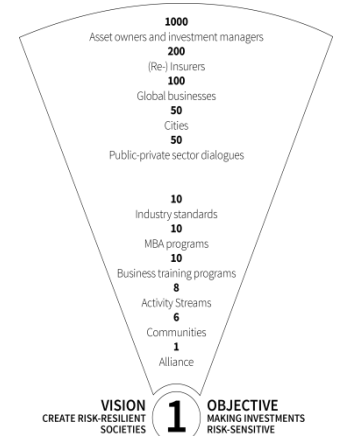 1000
Asset owners and investment managers
200
(Re-) Insurers
100
Global businesses
50
Cities
50
Public-private sector dialogues
10
Industry standards
10
MBA programs
10
Business training programs
8
Activity Streams
6
Communities
1
Alliance
VISION
CREATE RISK-RESILIENT
SOCIETIES
1
OBJECTIVE
MAKING INVESTMENTS
RISK-SENSITIVE